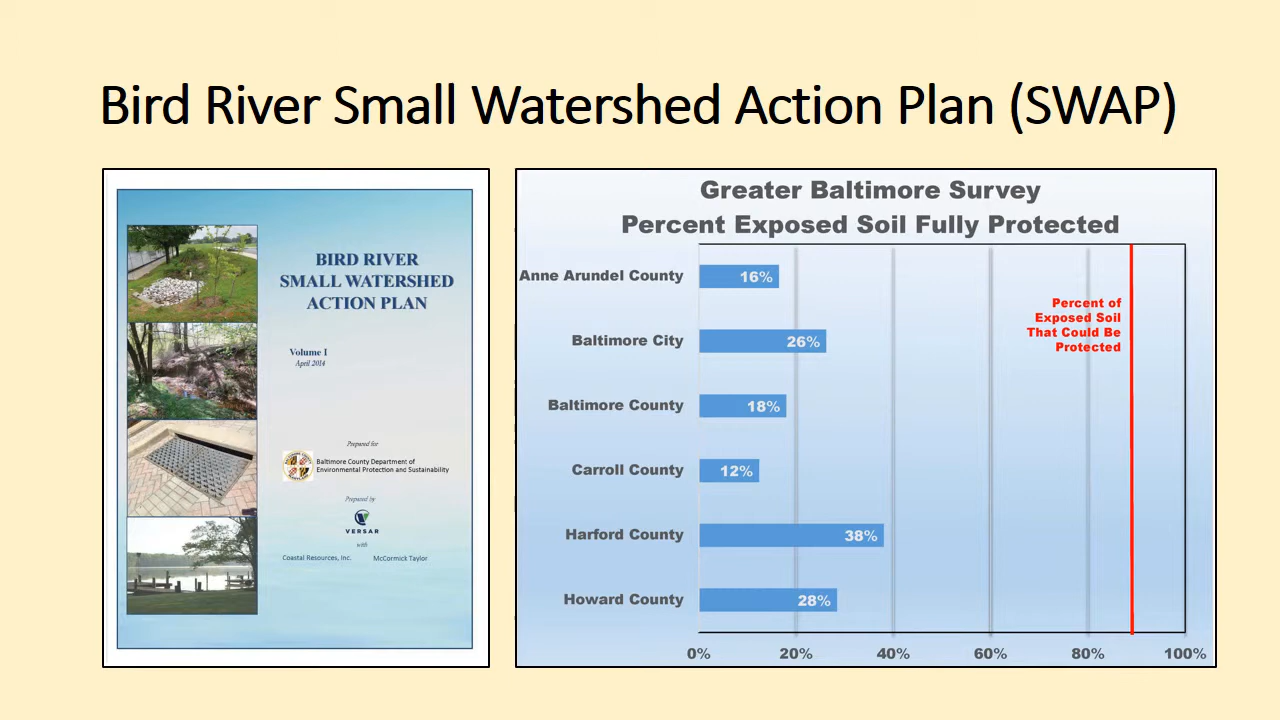 Bird River Small Watershed Action Plan (SWAP)
BIRD RIVER
SMALL WATERSHED
ACTION PLAN
Volume I
April 2014
Prepared for
Baltimore County Department of
Environmental Protection and Sustainability
Prepared by
VERSAR
with
Coastal Resources, Inc. McCormick Taylor
Greater Baltimore Survey
Percent Exposed Soil Fully Protected
Anne Arundel County 16%
Baltimore City 26%
Baltimore County 18%
Carroll County 12%
Harford County 38%
Howard County 28%
Percent of
Exposed Soil
That Could Be
Protected
0% 20% 40% 60% 80% 100%